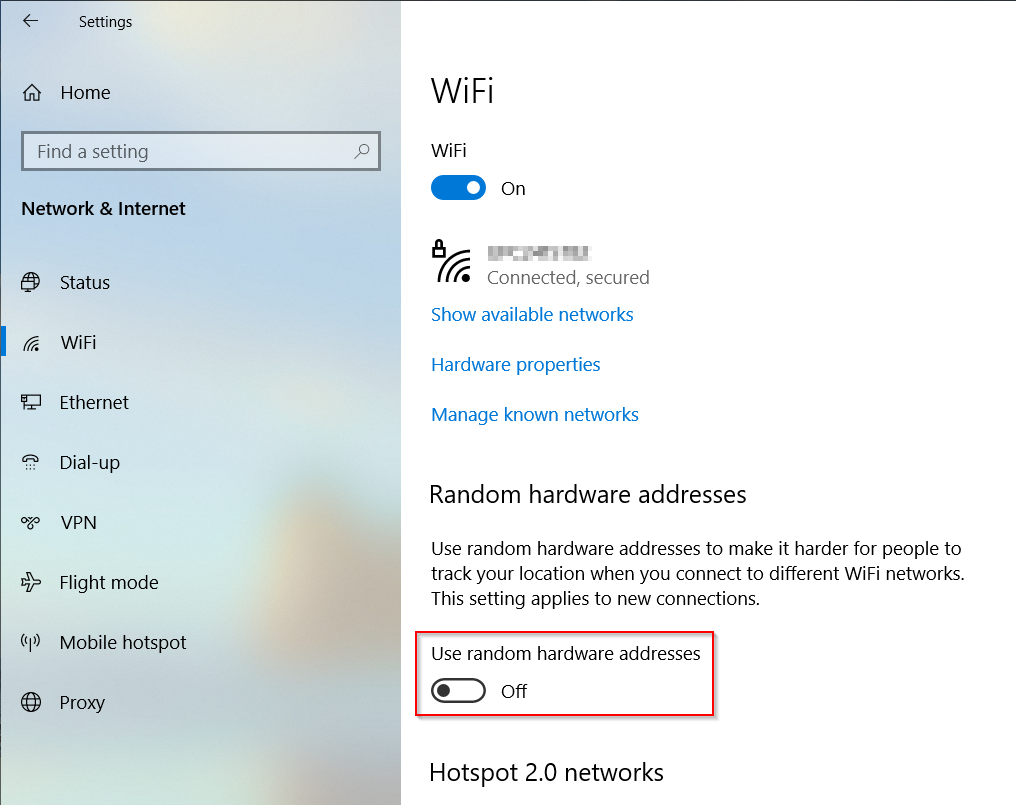 Settings
Home
Find a setting
Network & Internet
Status
WiFi
Ethernet
Dial-up
VPN
Flight mode
Mobile hotspot
Proxy
WiFi
WiFi
On
Connected, secured
Show available networks
Hardware properties
Manage known networks
Random hardware addresses
Use random hardware addresses to make it harder for people to
track your location when you connect to different WiFi networks.
This setting applies to new connections.
Use random hardware addresses
Off
Hotspot 2.0 networks